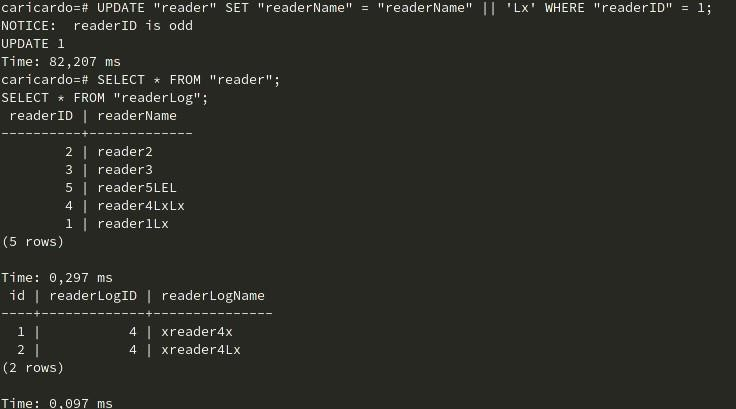 caricardo=# UPDATE "reader" SET "readerName" = "readerName" || 'Lx' WHERE "readerID" = 1;
NOTICE:  readerID is odd
UPDATE 1
Time: 82,207 ms
caricardo=# SELECT * FROM "reader";
SELECT * FROM "readerLog";
 readerID | readerName
----------+-------------
        2 | reader2
        3 | reader3
        5 | reader5LEL
        4 | reader4LxLx
        1 | reader1Lx
(5 rows)

Time: 0,297 ms
 id | readerLogID | readerLogName
----+-------------+---------------
  1 |           4 | xreader4x
  2 |           4 | xreader4Lx
(2 rows)

Time: 0,097 ms